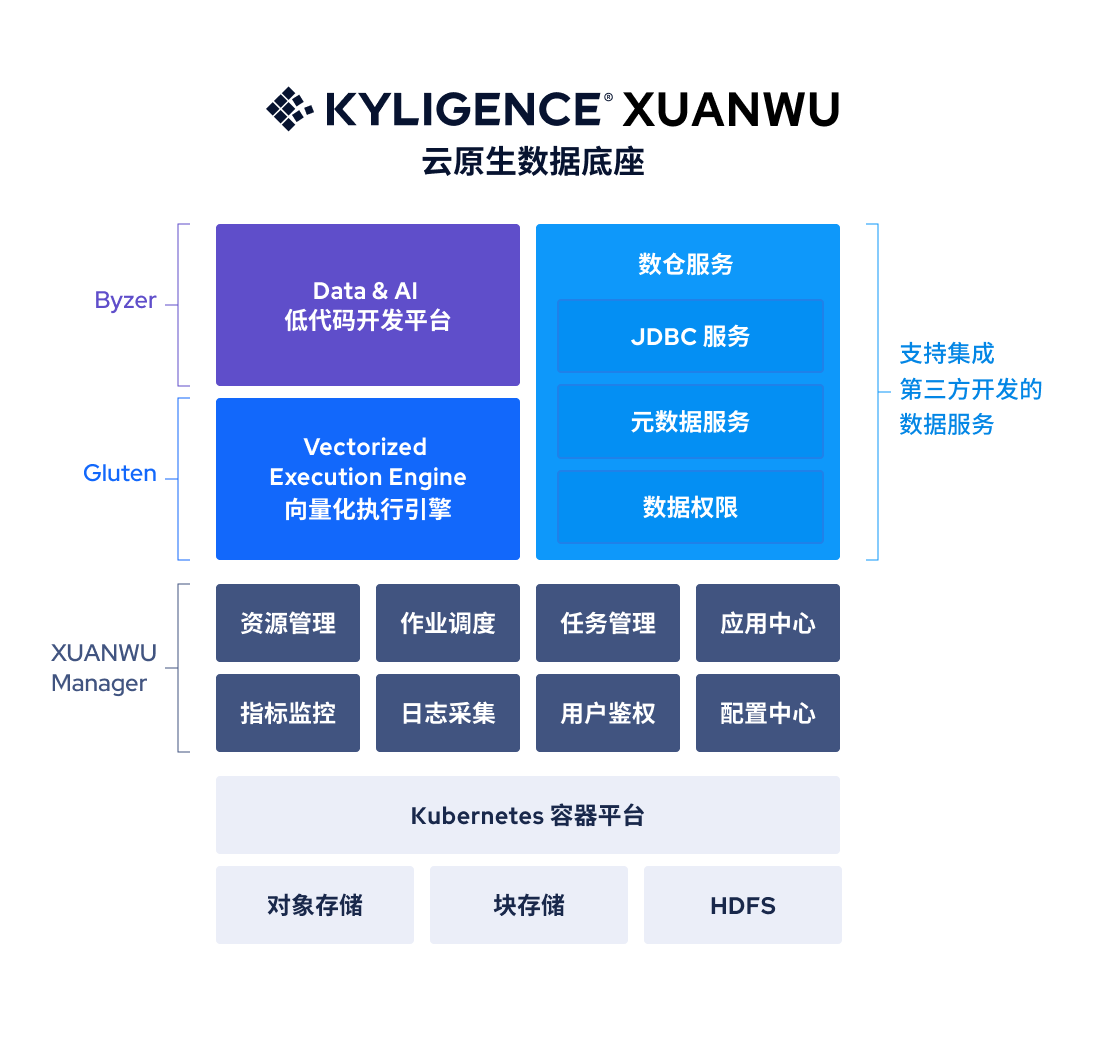 KYLIGENCE® XUANWU
云原生数据底座
Byzer
Data & AI
低代码开发平台
Gluten
Vectorized
Execution Engine
向量化执行引擎
数仓服务
JDBC 服务
元数据服务
数据权限
支持集成
第三方开发的
数据服务
XUANWU
Manager
资源管理
作业调度
任务管理
应用中心
指标监控
日志采集
用户鉴权
配置中心
Kubernetes 容器平台
对象存储
块存储
HDFS